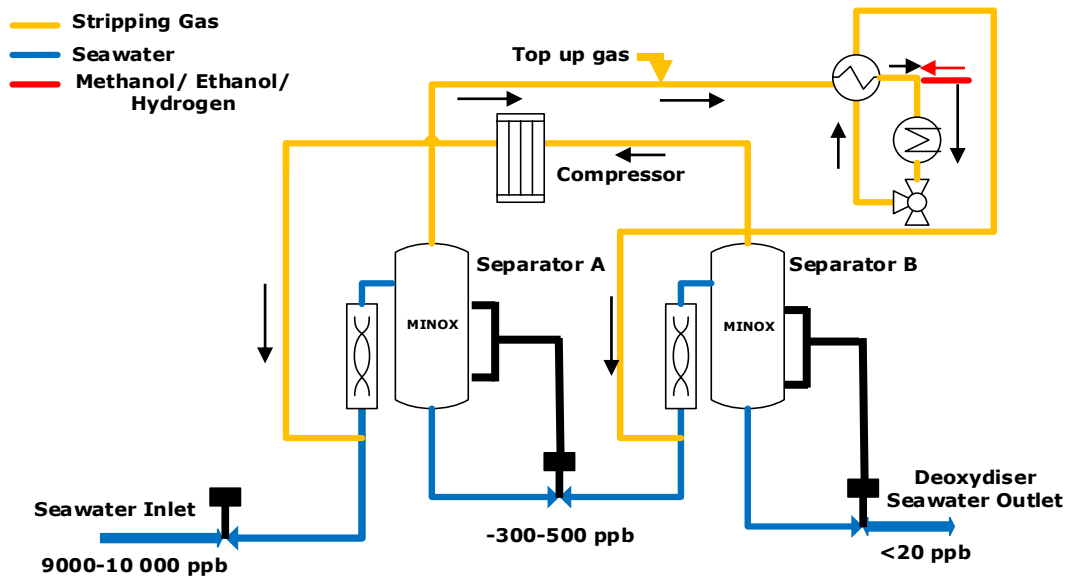 Stripping Gas
Seawater
Methanol/ Ethanol/
Hydrogen
Top up gas
Compressor
Separator A
Separator B
MINOX
MINOX
Seawater Inlet
9000-10 000 ppb
-300-500 ppb
Deoxydiser
Seawater Outlet
<20 ppb